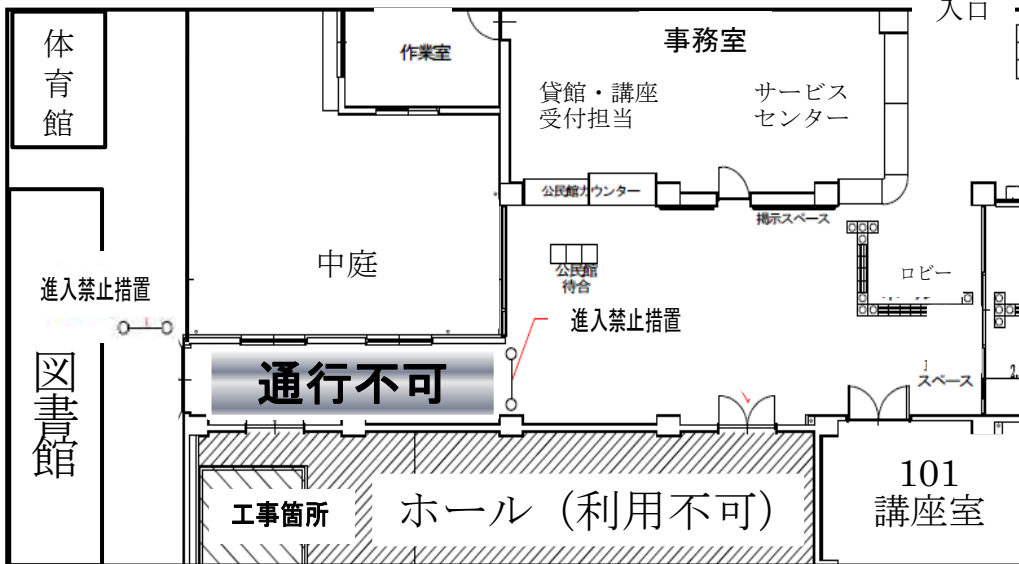 入口
体
育
館
作業室
事務室
貸館・講座
受付担当
サービス
センター
公民館カウンター
掲示スペース
中庭
公民館
待合
ロビー
進入禁止措置
進入禁止措置
通行不可
スペース
図
書
館
工事箇所
ホール（利用不可）
101
講座室